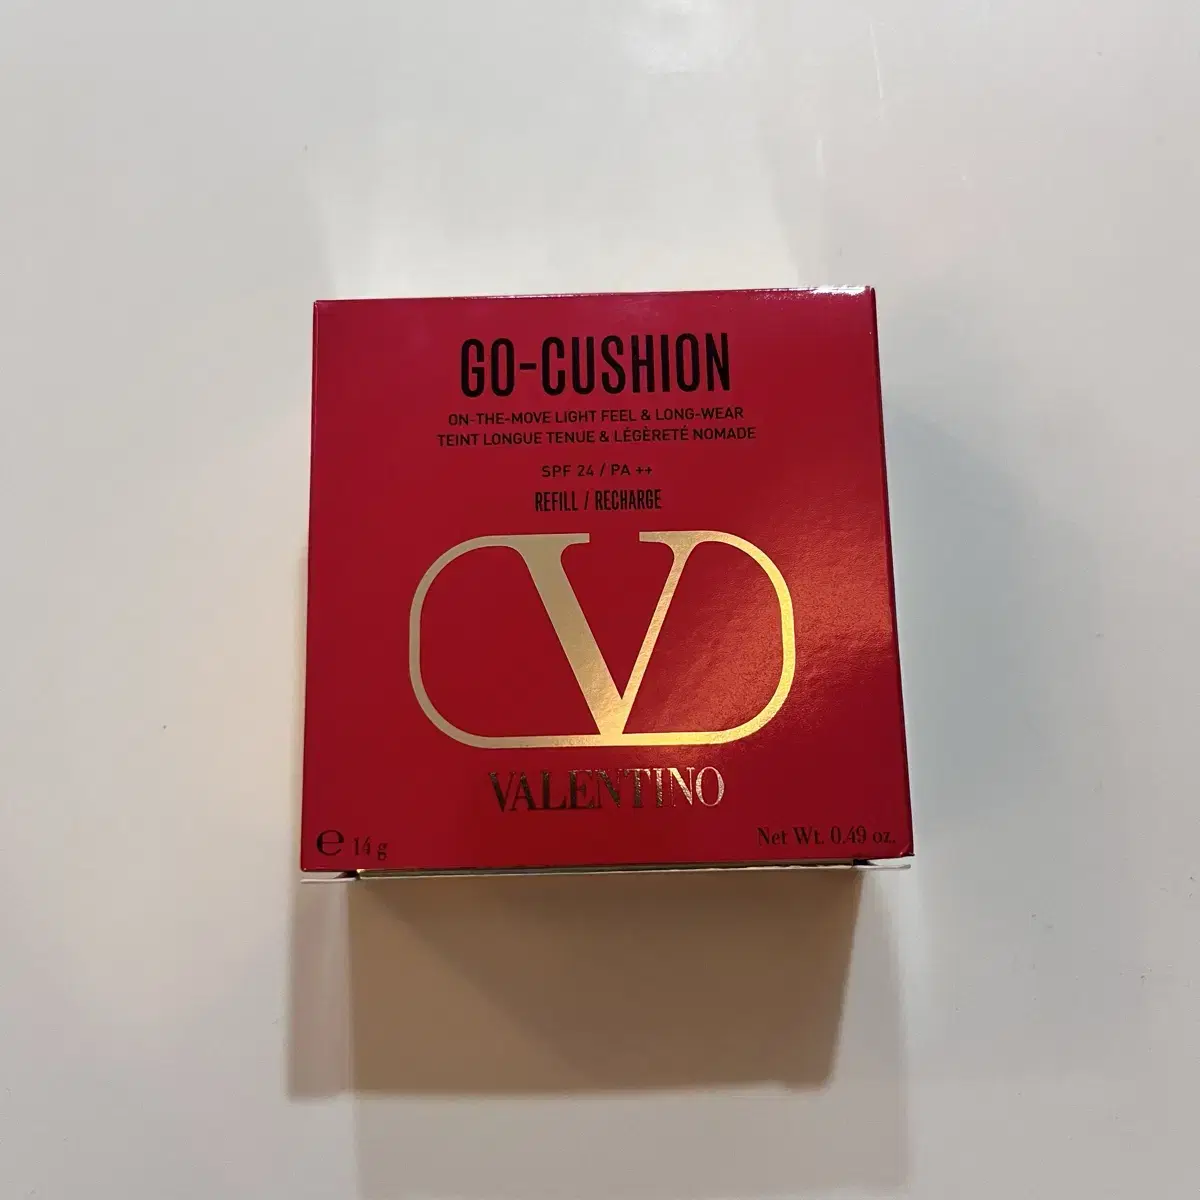 GO-CUSHION
ON-THE-MOVE LIGHT FEEL & LONG-WEAR
TEINT LONGUE TENUE & LÉGÈRETÉ NOMADE
SPF 24 / PA ++
REFILL / RECHARGE
V
VALENTINO
℮ 14 g
Net Wt. 0.49 oz.